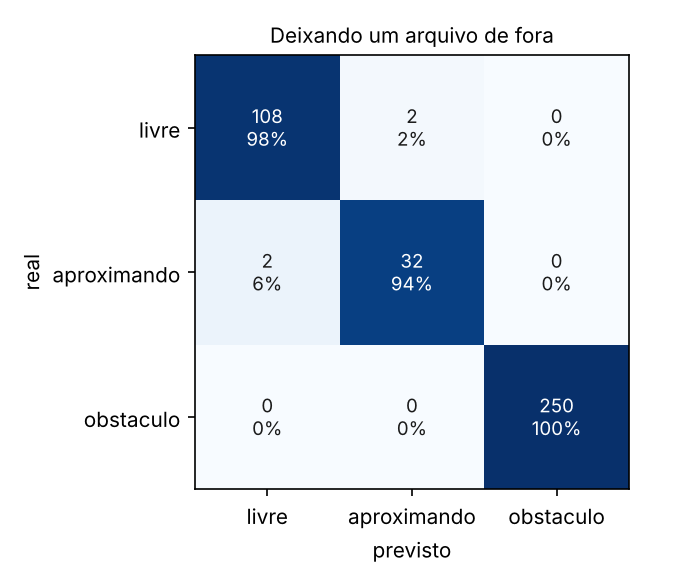 Deixando um arquivo de fora
livre
108
98%
2
2%
0
0%
real
aproximando
2
6%
32
94%
0
0%
obstaculo
0
0%
0
0%
250
100%
livre
aproximando
obstaculo
previsto